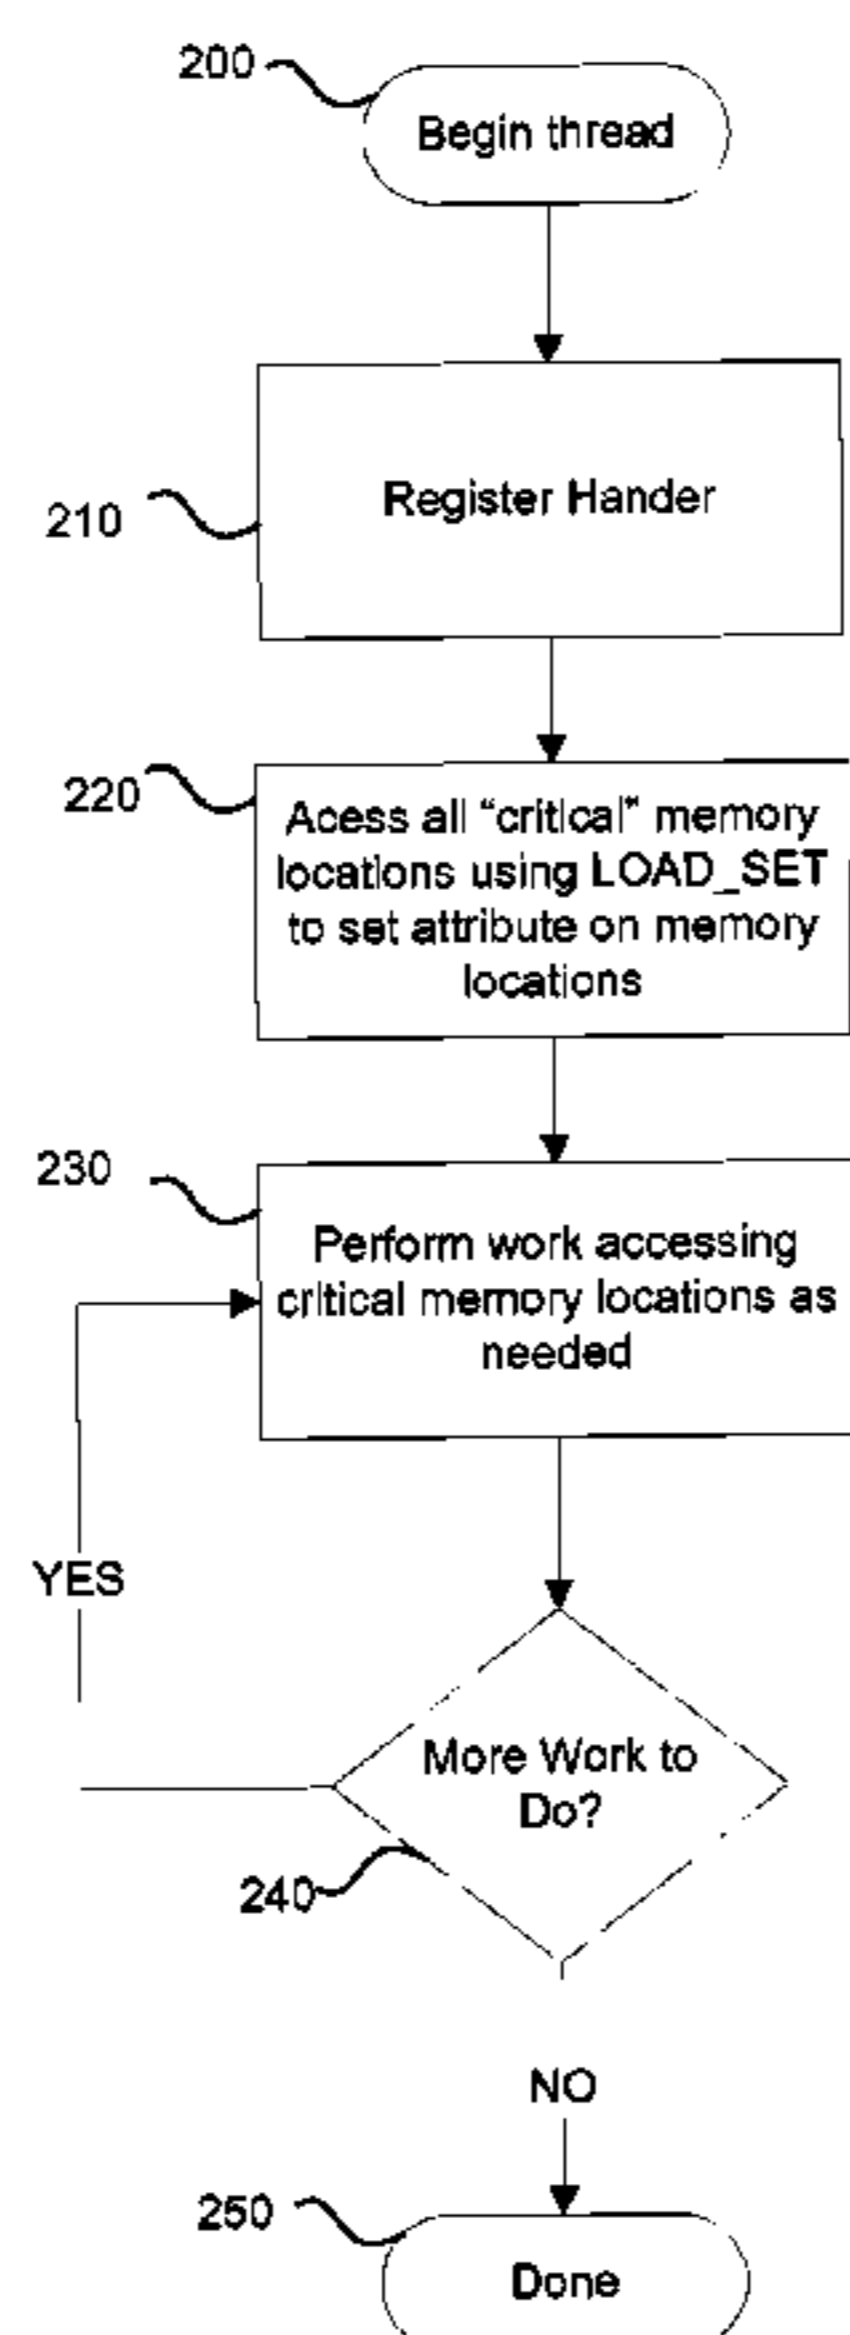 200
Begin thread
210
Register Hander
220
Acess all “critical” memory
locations using LOAD_SET
to set attribute on memory
locations
230
Perform work accessing
critical memory locations as
needed
YES
More Work to
Do?
240
NO
250
Done